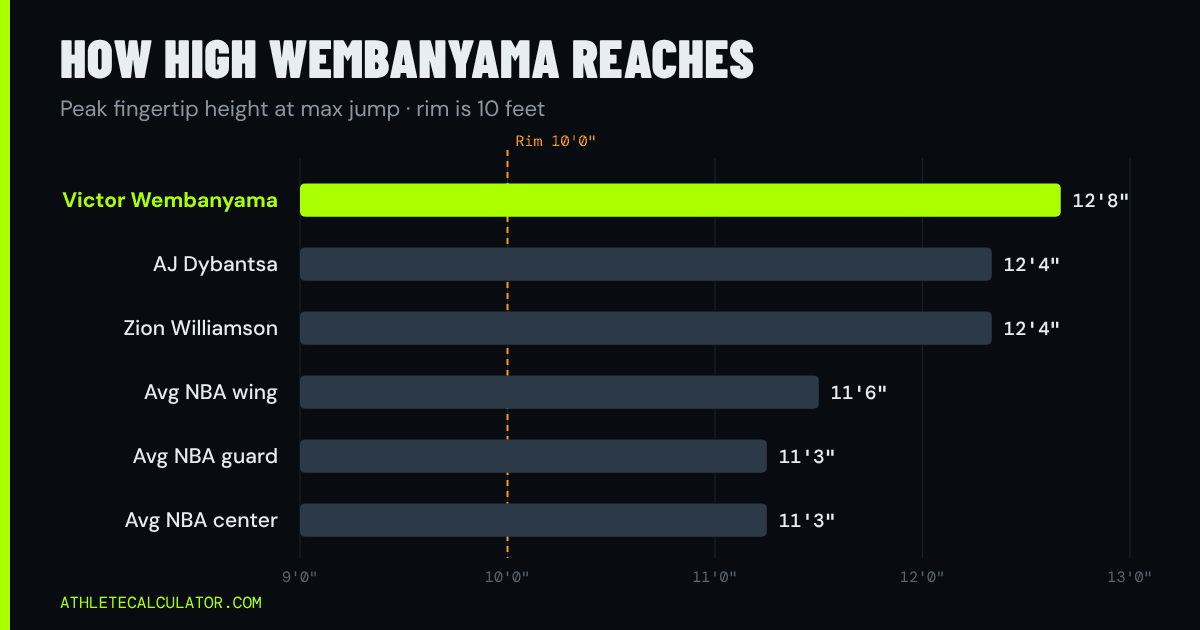 HOW HIGH WEMBANYAMA REACHES
Peak fingertip height at max jump · rim is 10 feet
Rim 10'0"
Victor Wembanyama 12'8"
AJ Dybantsa 12'4"
Zion Williamson 12'4"
Avg NBA wing 11'6"
Avg NBA guard 11'3"
Avg NBA center 11'3"
9'0" 10'0" 11'0" 12'0" 13'0"
ATHLETECALCULATOR.COM